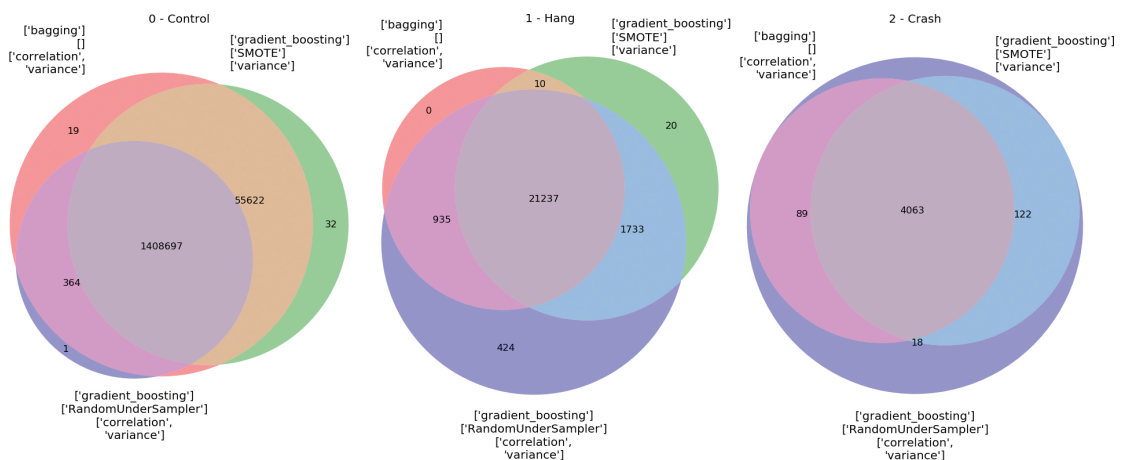 0 - Control
['bagging']
[]
['correlation',
'variance']
['gradient_boosting']
['SMOTE']
['variance']
19
55622
32
1408697
364
1
['gradient_boosting']
['RandomUnderSampler']
['correlation',
'variance']
1 - Hang
['bagging']
[]
['correlation',
'variance']
['gradient_boosting']
['SMOTE']
['variance']
10
0
20
21237
935
1733
424
['gradient_boosting']
['RandomUnderSampler']
['correlation',
'variance']
2 - Crash
['bagging']
[]
['correlation',
'variance']
['gradient_boosting']
['SMOTE']
['variance']
89
4063
122
18
['gradient_boosting']
['RandomUnderSampler']
['correlation',
'variance']